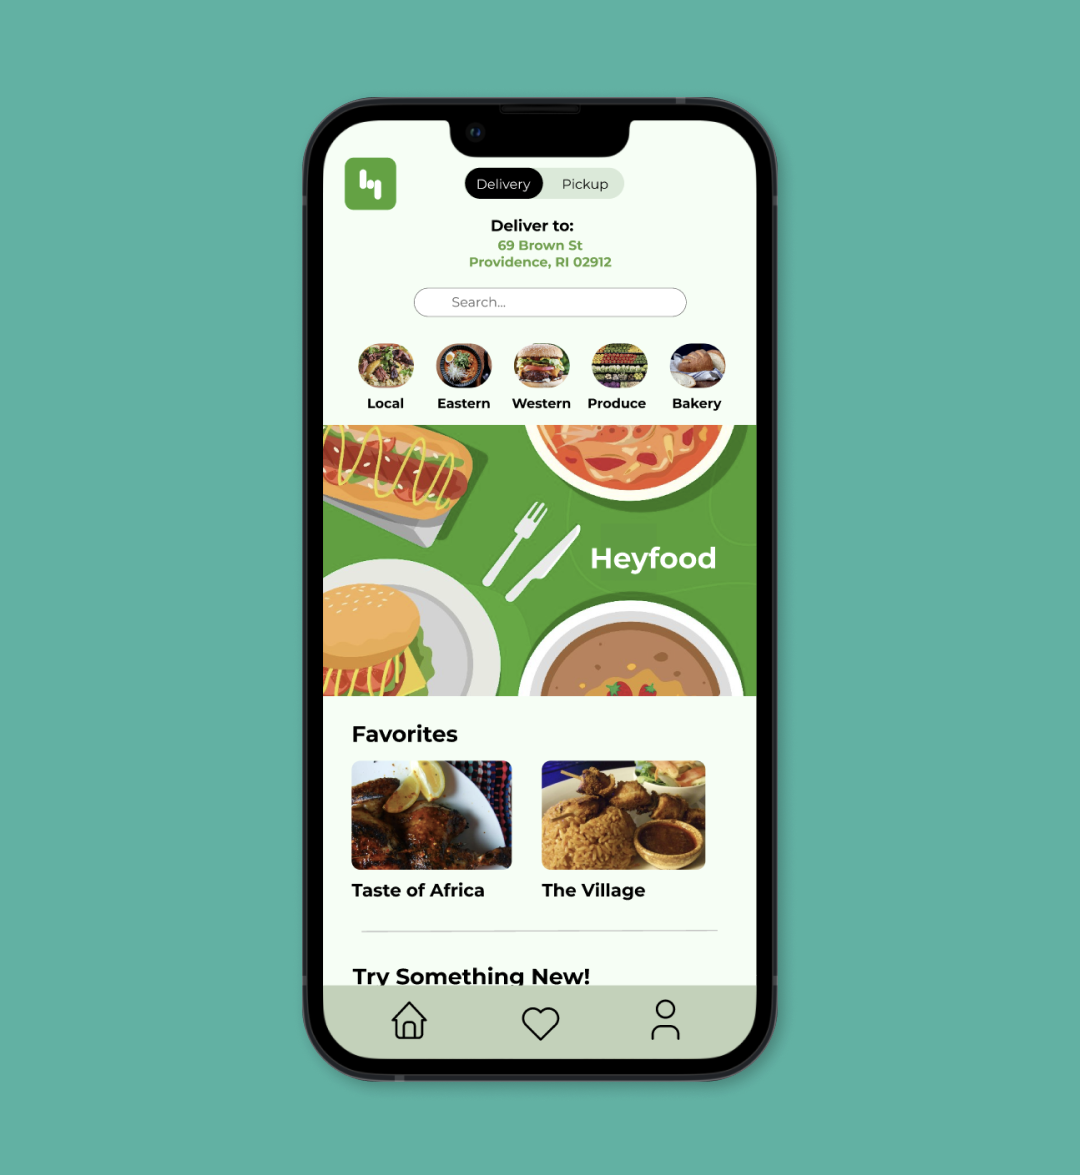 Delivery Pickup
Deliver to:
69 Brown St
Providence, RI 02912
Search...
Local Eastern Western Produce Bakery
Heyfood
Favorites
Taste of Africa The Village
Try Something New!